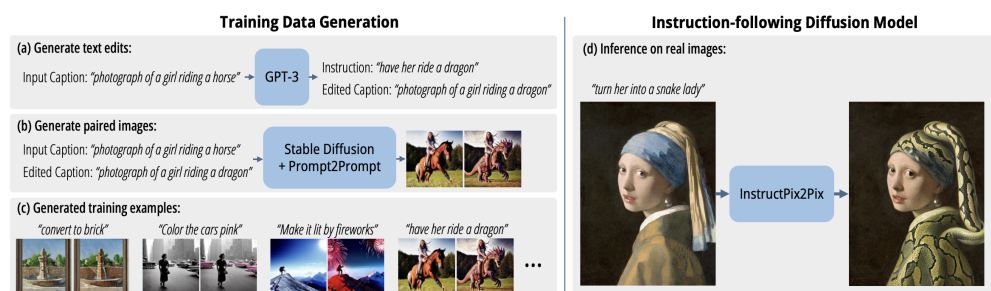 Training Data Generation
(a) Generate text edits:
Input Caption: “photograph of a girl riding a horse”
GPT-3
Instruction: “have her ride a dragon”
Edited Caption: “photograph of a girl riding a dragon”
(b) Generate paired images:
Input Caption: “photograph of a girl riding a horse”
Edited Caption: “photograph of a girl riding a dragon”
Stable Diffusion
+ Prompt2Prompt
(c) Generated training examples:
“convert to brick”
“Color the cars pink”
“Make it lit by fireworks”
“have her ride a dragon”
...
Instruction-following Diffusion Model
(d) Inference on real images:
“turn her into a snake lady”
InstructPix2Pix